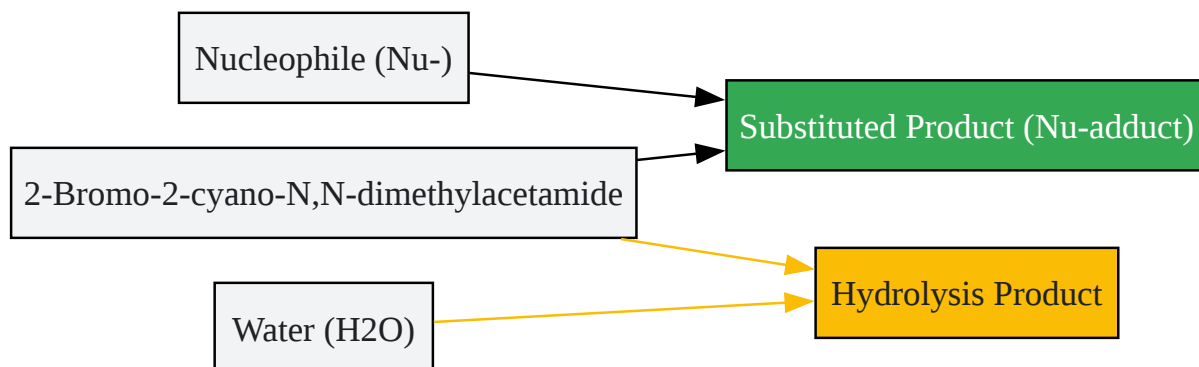 Nucleophile (Nu-)
Substituted Product (Nu-adduct)
2-Bromo-2-cyano-N,N-dimethylacetamide
Hydrolysis Product
Water (H2O)